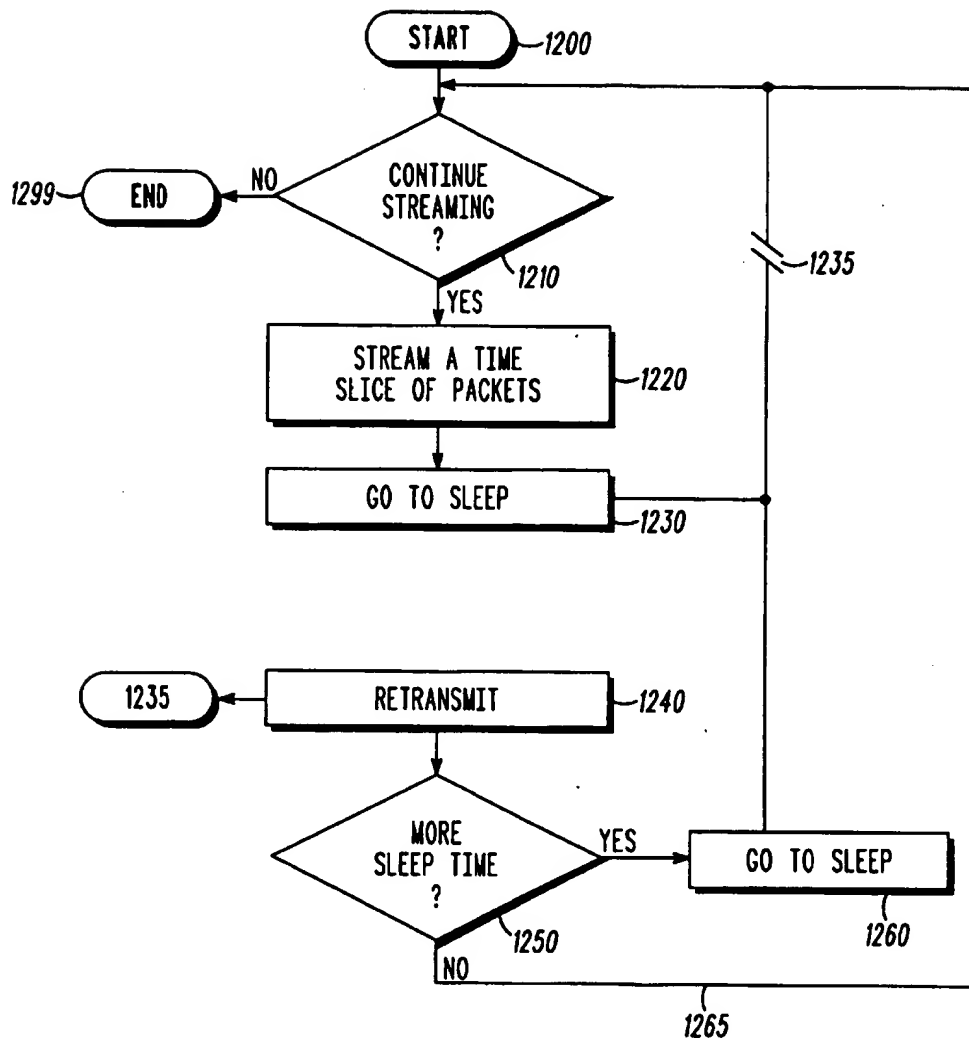 START
1200
CONTINUE
STREAMING
?
NO
END
1299
1210
YES
1235
STREAM A TIME
SLICE OF PACKETS
1220
GO TO SLEEP
1230
1235
RETRANSMIT
1240
MORE
SLEEP TIME
?
YES
GO TO SLEEP
1250
1260
NO
1265